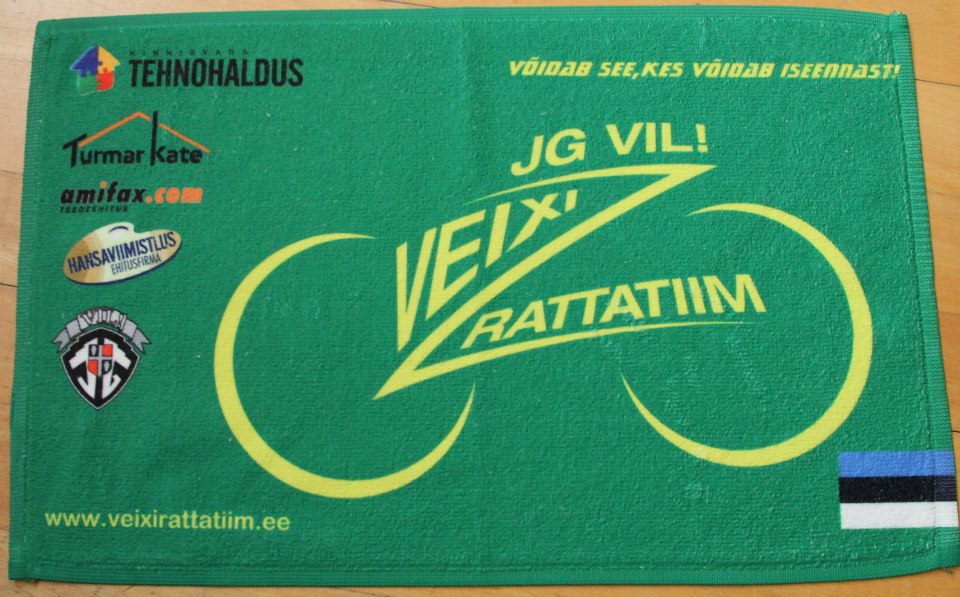 KINNISVARA
TEHNOHALDUS
VÕIDAB SEE, KES VÕIDAB ISEENNAST!
Turmar Kate
amifax.com
TEEDEEHITUS
HANSAVIIMISTLUS
EHITUSFIRMA
JG VIL!
VEIXI
RATTATIIM
www.veixirattatiim.ee